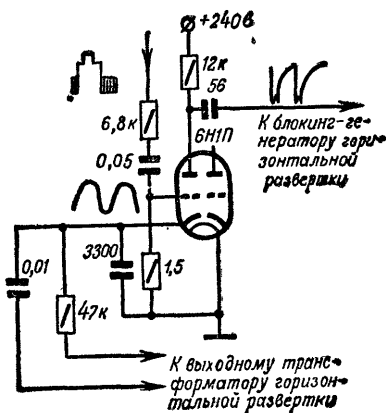 +240в
12к
56
6,8к
6Н1П
К блокинг-ге-
нератору гори-
зонтальной
развертки
0,05
3300
1,5
0,01
47к
К выходному транс-
форматору горизон-
тальной развертки